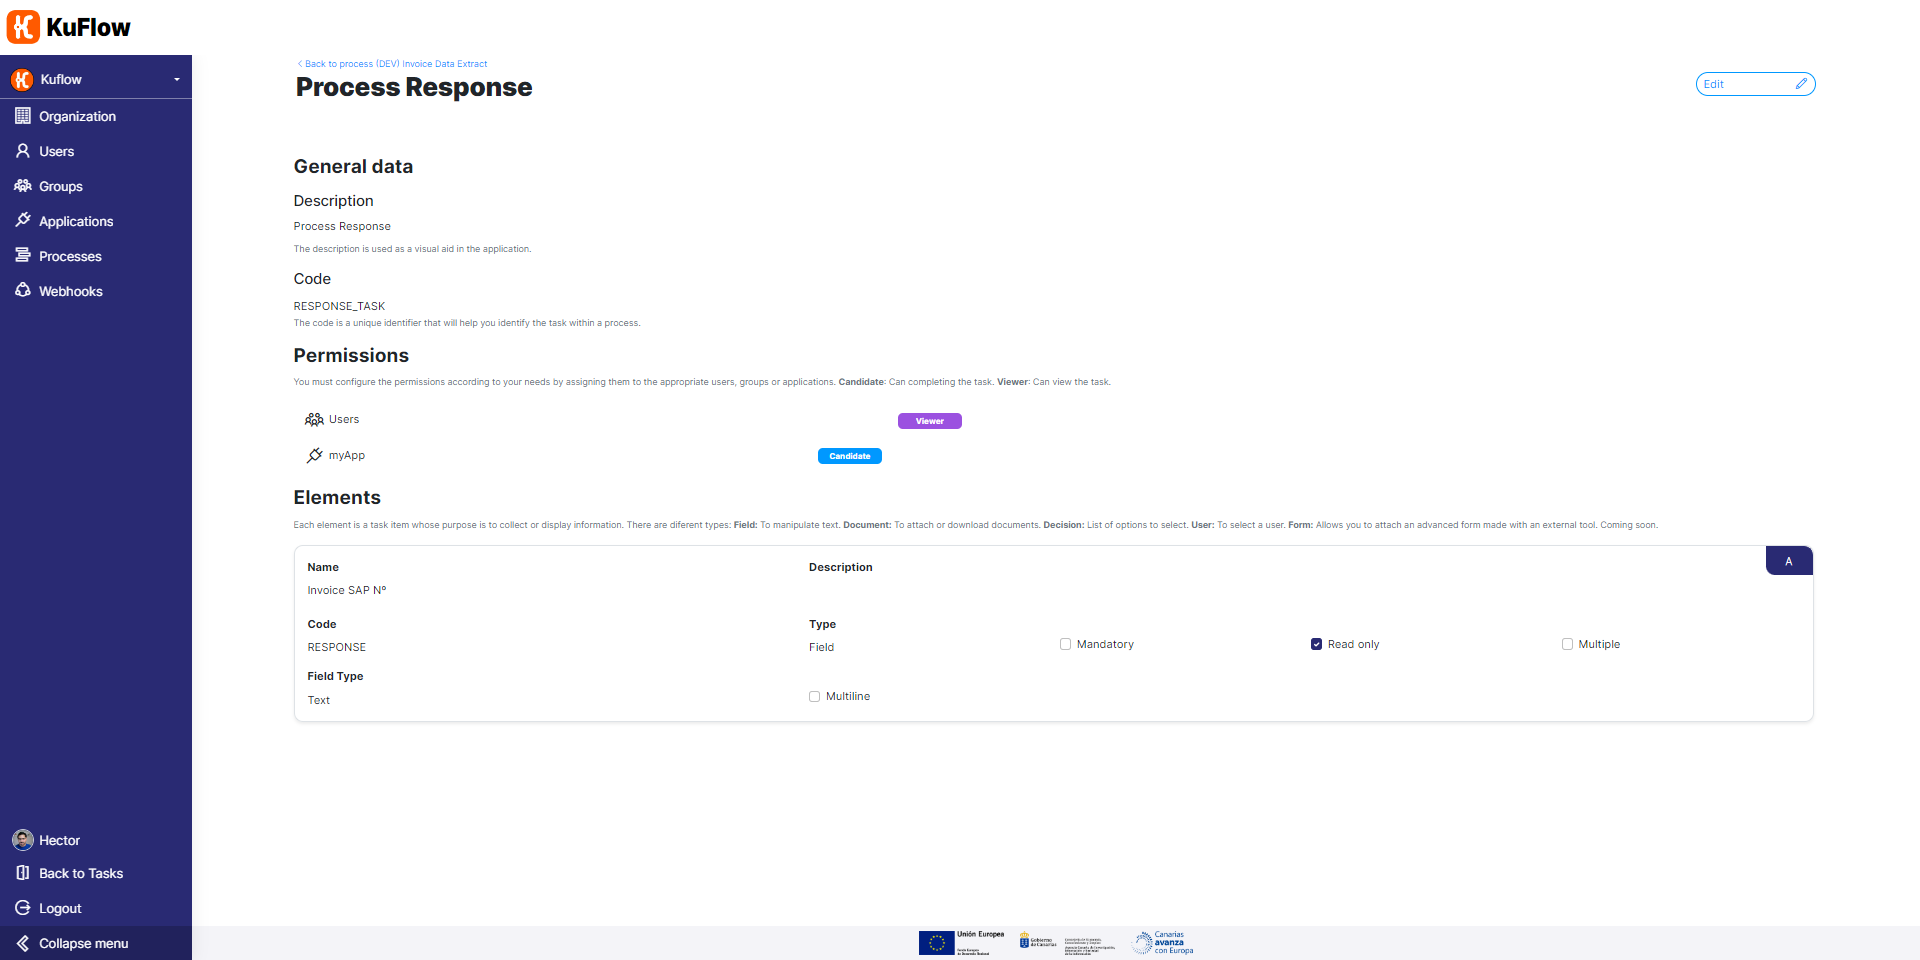 KuFlow
Kuflow
Organization
Users
Groups
Applications
Processes
Webhooks
Hector
Back to Tasks
Logout
Collapse menu
Back to process (DEV) Invoice Data Extract
Process Response
Edit
General data
Description
Process Response
The description is used as a visual aid in the application.
Code
RESPONSE_TASK
The code is a unique identifier that will help you identify the task within a process.
Permissions
You must configure the permissions according to your needs by assigning them to the appropriate users, groups or applications. Candidate: Can completing the task. Viewer: Can view the task.
Users Viewer
myApp Candidate
Elements
Each element is a task item whose purpose is to collect or display information. There are diferent types: Field: To manipulate text. Document: To attach or download documents. Decision: List of options to select. User: To select a user. Form: Allows you to attach an advanced form made with an external tool. Coming soon.
A
Name Description
Invoice SAP Nº
Code Type
RESPONSE Field Mandatory Read only Multiple
Field Type
Text Multiline
Unión Europea
Gobierno
de Canarias
Canarias
avanza
con Europa